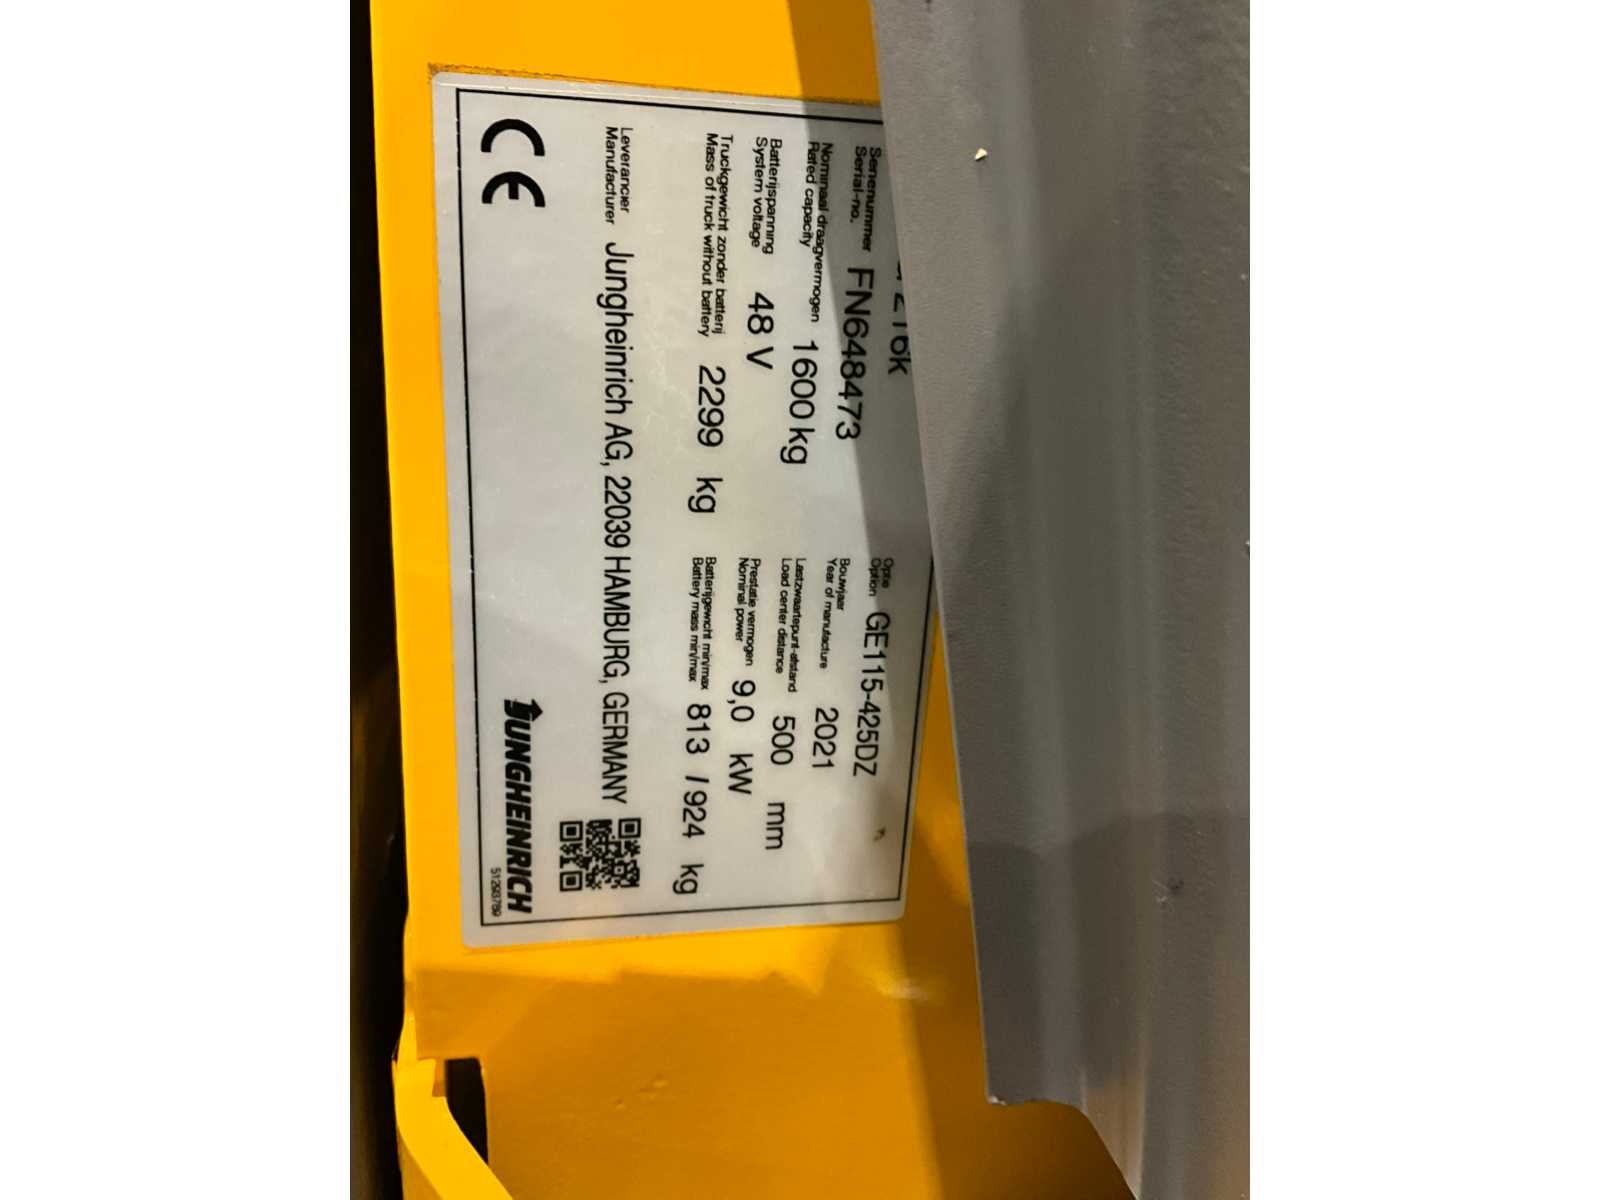 Serienummer
Serial-no. FN648473
Optie
Option GE115-425DZ
Nominaal draagvermogen
Rated capacity 1600 kg
Bouwjaar
Year of manufacture 2021
Batterijspanning
System voltage 48 V
Lastzwaartepunt-afstand
Load center distance 500 mm
Truckgewicht zonder batterij
Mass of truck without battery 2299 kg
Prestatie vermogen
Nominal power 9,0 kW
Batterijgewicht min/max
Battery mass min/max 813 / 924 kg
Leverancier
Manufacturer Jungheinrich AG, 22039 HAMBURG, GERMANY
CE
JUNGHEINRICH
51293789